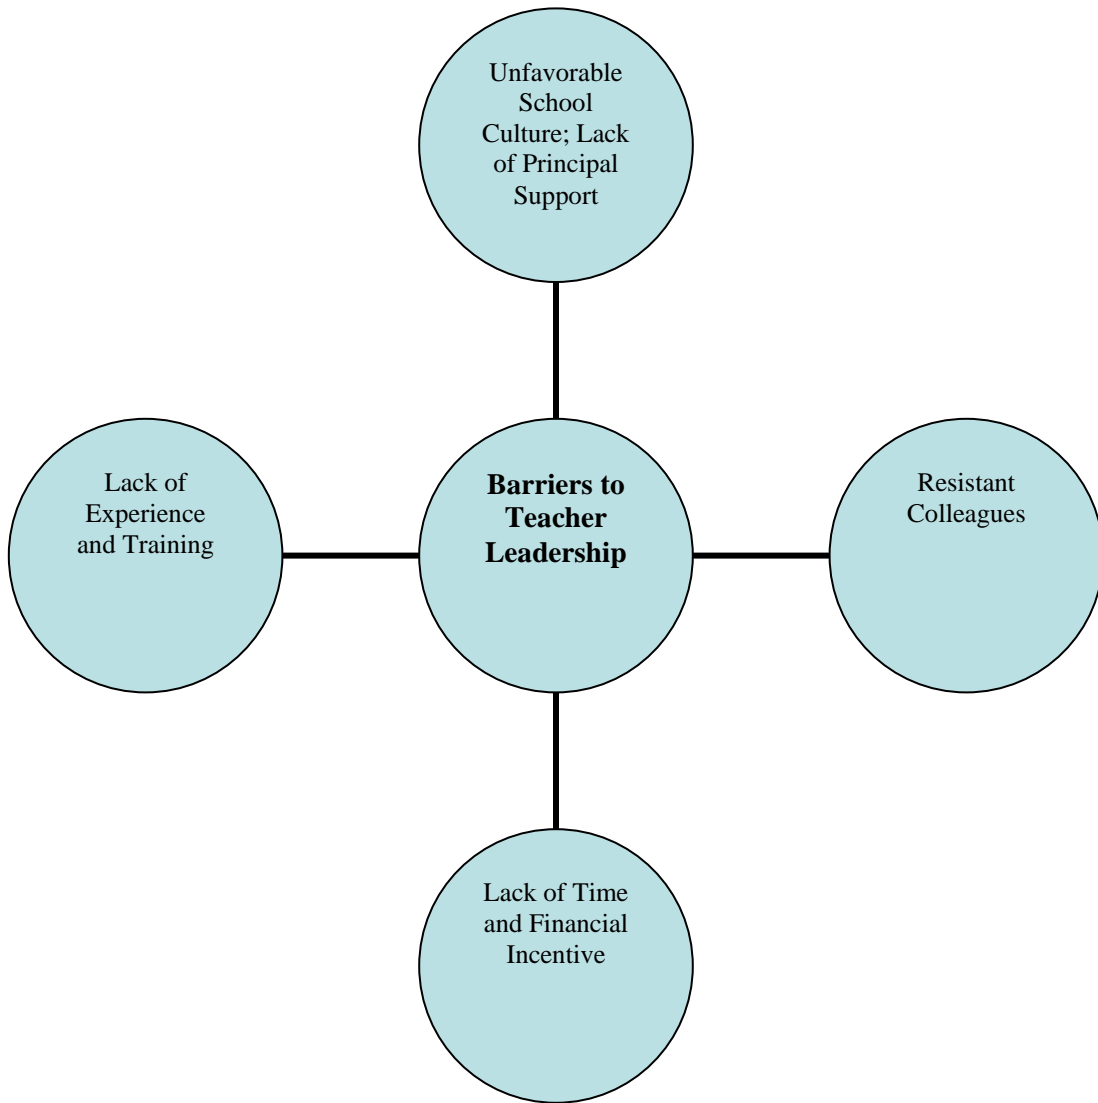 Unfavorable
School
Culture; Lack
of Principal
Support
Lack of
Experience
and Training
Barriers to
Teacher
Leadership
Resistant
Colleagues
Lack of Time
and Financial
Incentive